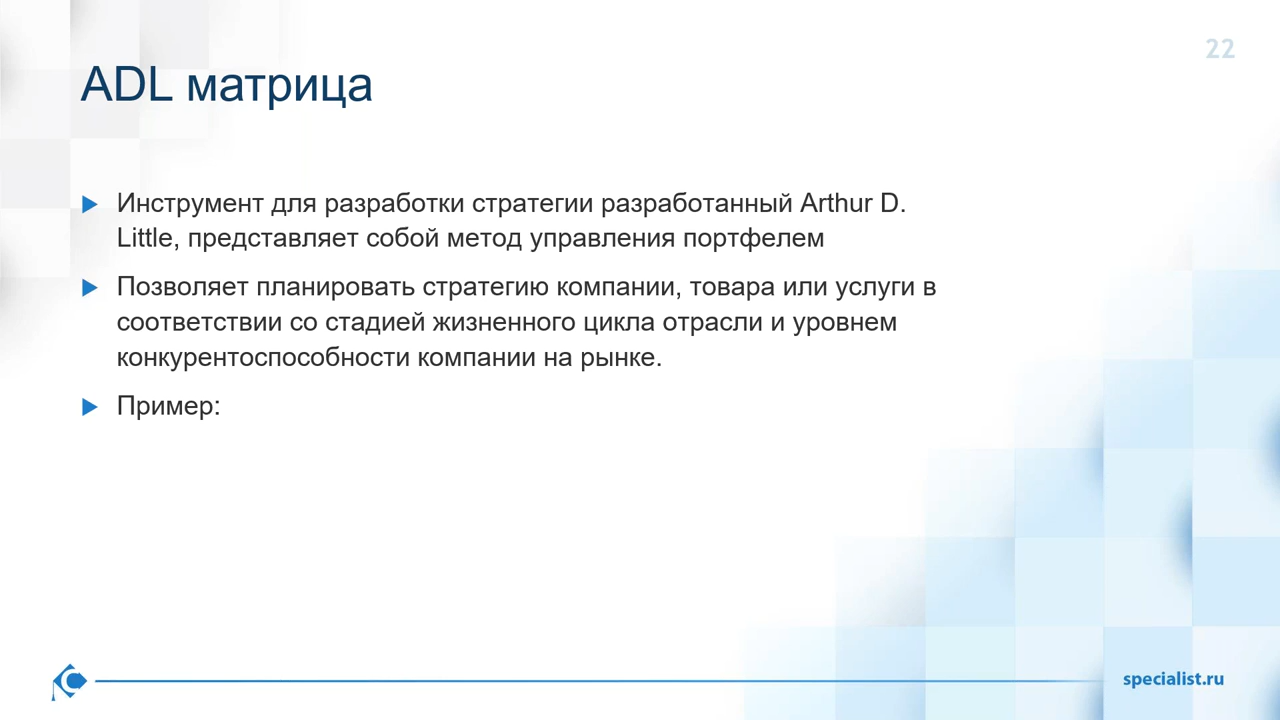 22
ADL матрица
Инструмент для разработки стратегии разработанный Arthur D.
Little, представляет собой метод управления портфелем
Позволяет планировать стратегию компании, товара или услуги в
соответствии со стадией жизненного цикла отрасли и уровнем
конкурентоспособности компании на рынке.
Пример:
specialist.ru